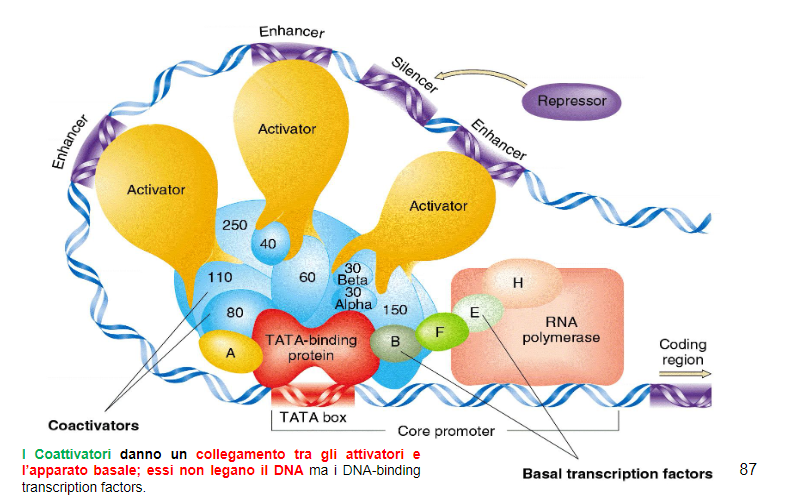 Enhancer
Silencer
Repressor
Enhancer
Enhancer
Activator
Activator
Activator
250
40
110
60
30
Beta
30
Alpha
150
80
H
E
F
B
A
TATA-binding
protein
RNA
polymerase
Coding
region
TATA box
Core promoter
Coactivators
Basal transcription factors
I Coattivatori danno un collegamento tra gli attivatori e
l'apparato basale; essi non legano il DNA ma i DNA-binding
transcription factors.
87